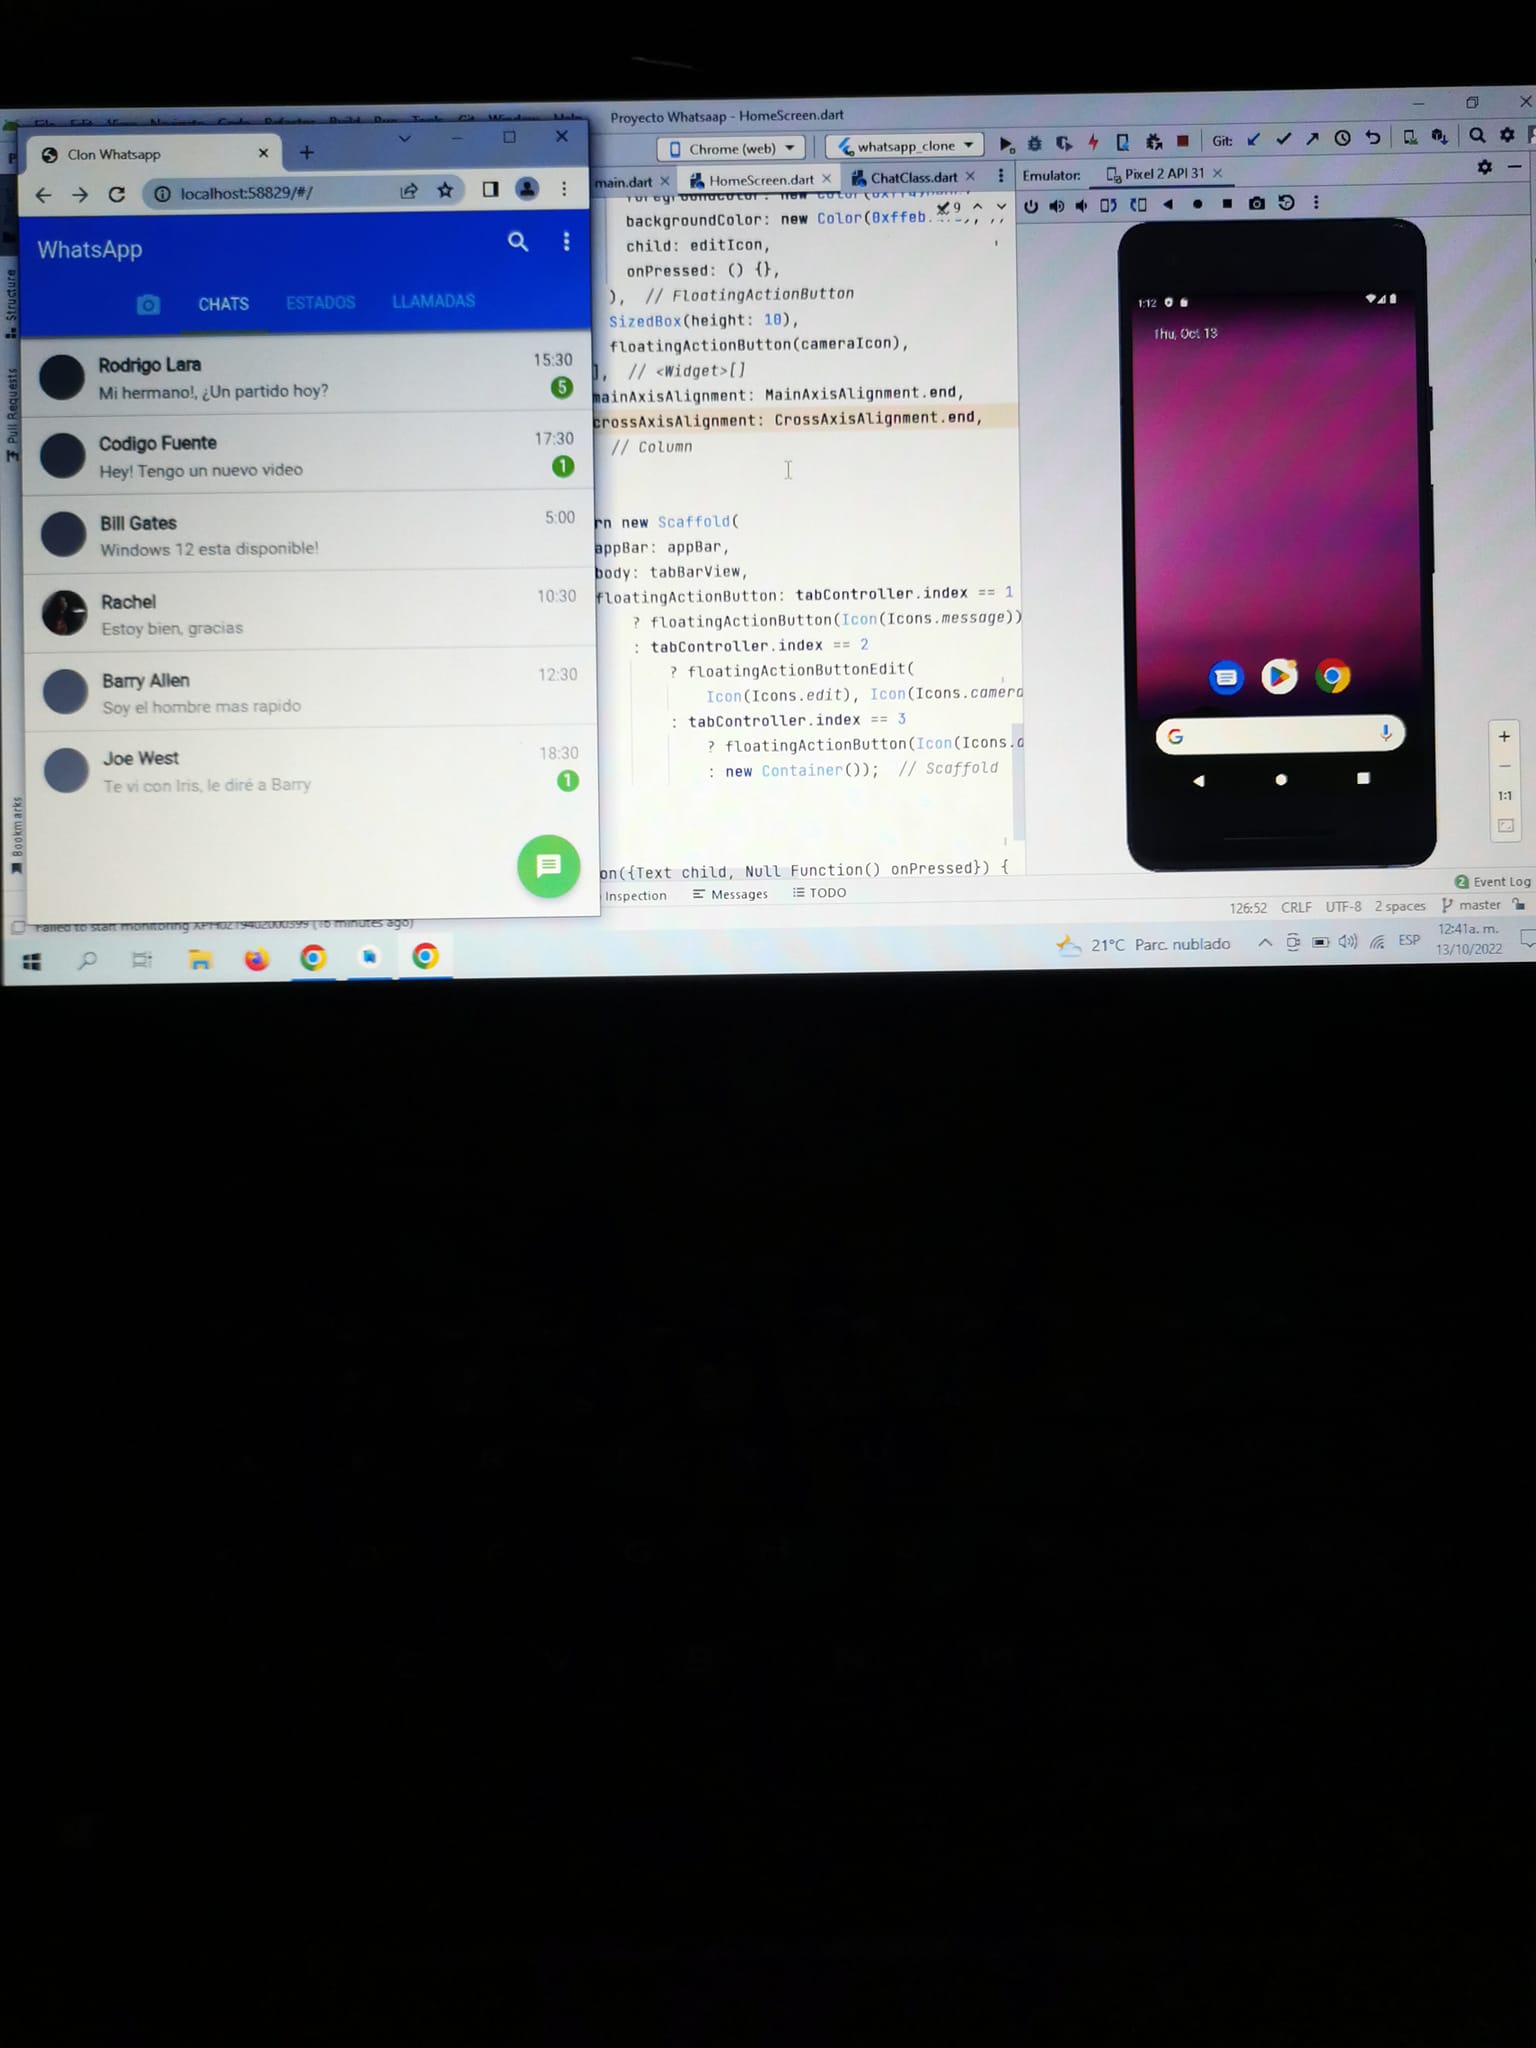 Proyecto Whatsaap - HomeScreen.dart
Clon Whatsapp
Chrome (web)
whatsapp_clone
Git:
localhost:58829/#/
main.dart
HomeScreen.dart
ChatClass.dart
Emulator:
Pixel 2 API 31
WhatsApp
CHATS
ESTADOS
LLAMADAS
Rodrigo Lara
15:30
Mi hermano!, ¿Un partido hoy?
5
Codigo Fuente
17:30
Hey! Tengo un nuevo video
1
Bill Gates
5:00
Windows 12 esta disponible!
Rachel
10:30
Estoy bien, gracias
Barry Allen
12:30
Soy el hombre mas rapido
Joe West
18:30
Te vi con Iris, le diré a Barry
1
9
backgroundColor: new Color(0xffeb
child: editIcon,
onPressed: () {},
), // FloatingActionButton
SizedBox(height: 10),
floatingActionButton(cameraIcon),
], // <Widget>[]
mainAxisAlignment: MainAxisAlignment.end,
crossAxisAlignment: CrossAxisAlignment.end,
// Column
rn new Scaffold(
appBar: appBar,
body: tabBarView,
floatingActionButton: tabController.index == 1
? floatingActionButton(Icon(Icons.message))
: tabController.index == 2
? floatingActionButtonEdit(
Icon(Icons.edit), Icon(Icons.camera
: tabController.index == 3
? floatingActionButton(Icon(Icons.
: new Container()); // Scaffold
on({Text child, Null Function() onPressed}) {
1:12
Thu, Oct 13
G
1:1
Structure
Pull Requests
Bookmarks
Inspection
Messages
TODO
2 Event Log
Failed to start monitoring XPH0219402000399 (16 minutes ago)
126:52 CRLF UTF-8 2 spaces master
21°C Parc. nublado
ESP
12:41a. m.
13/10/2022